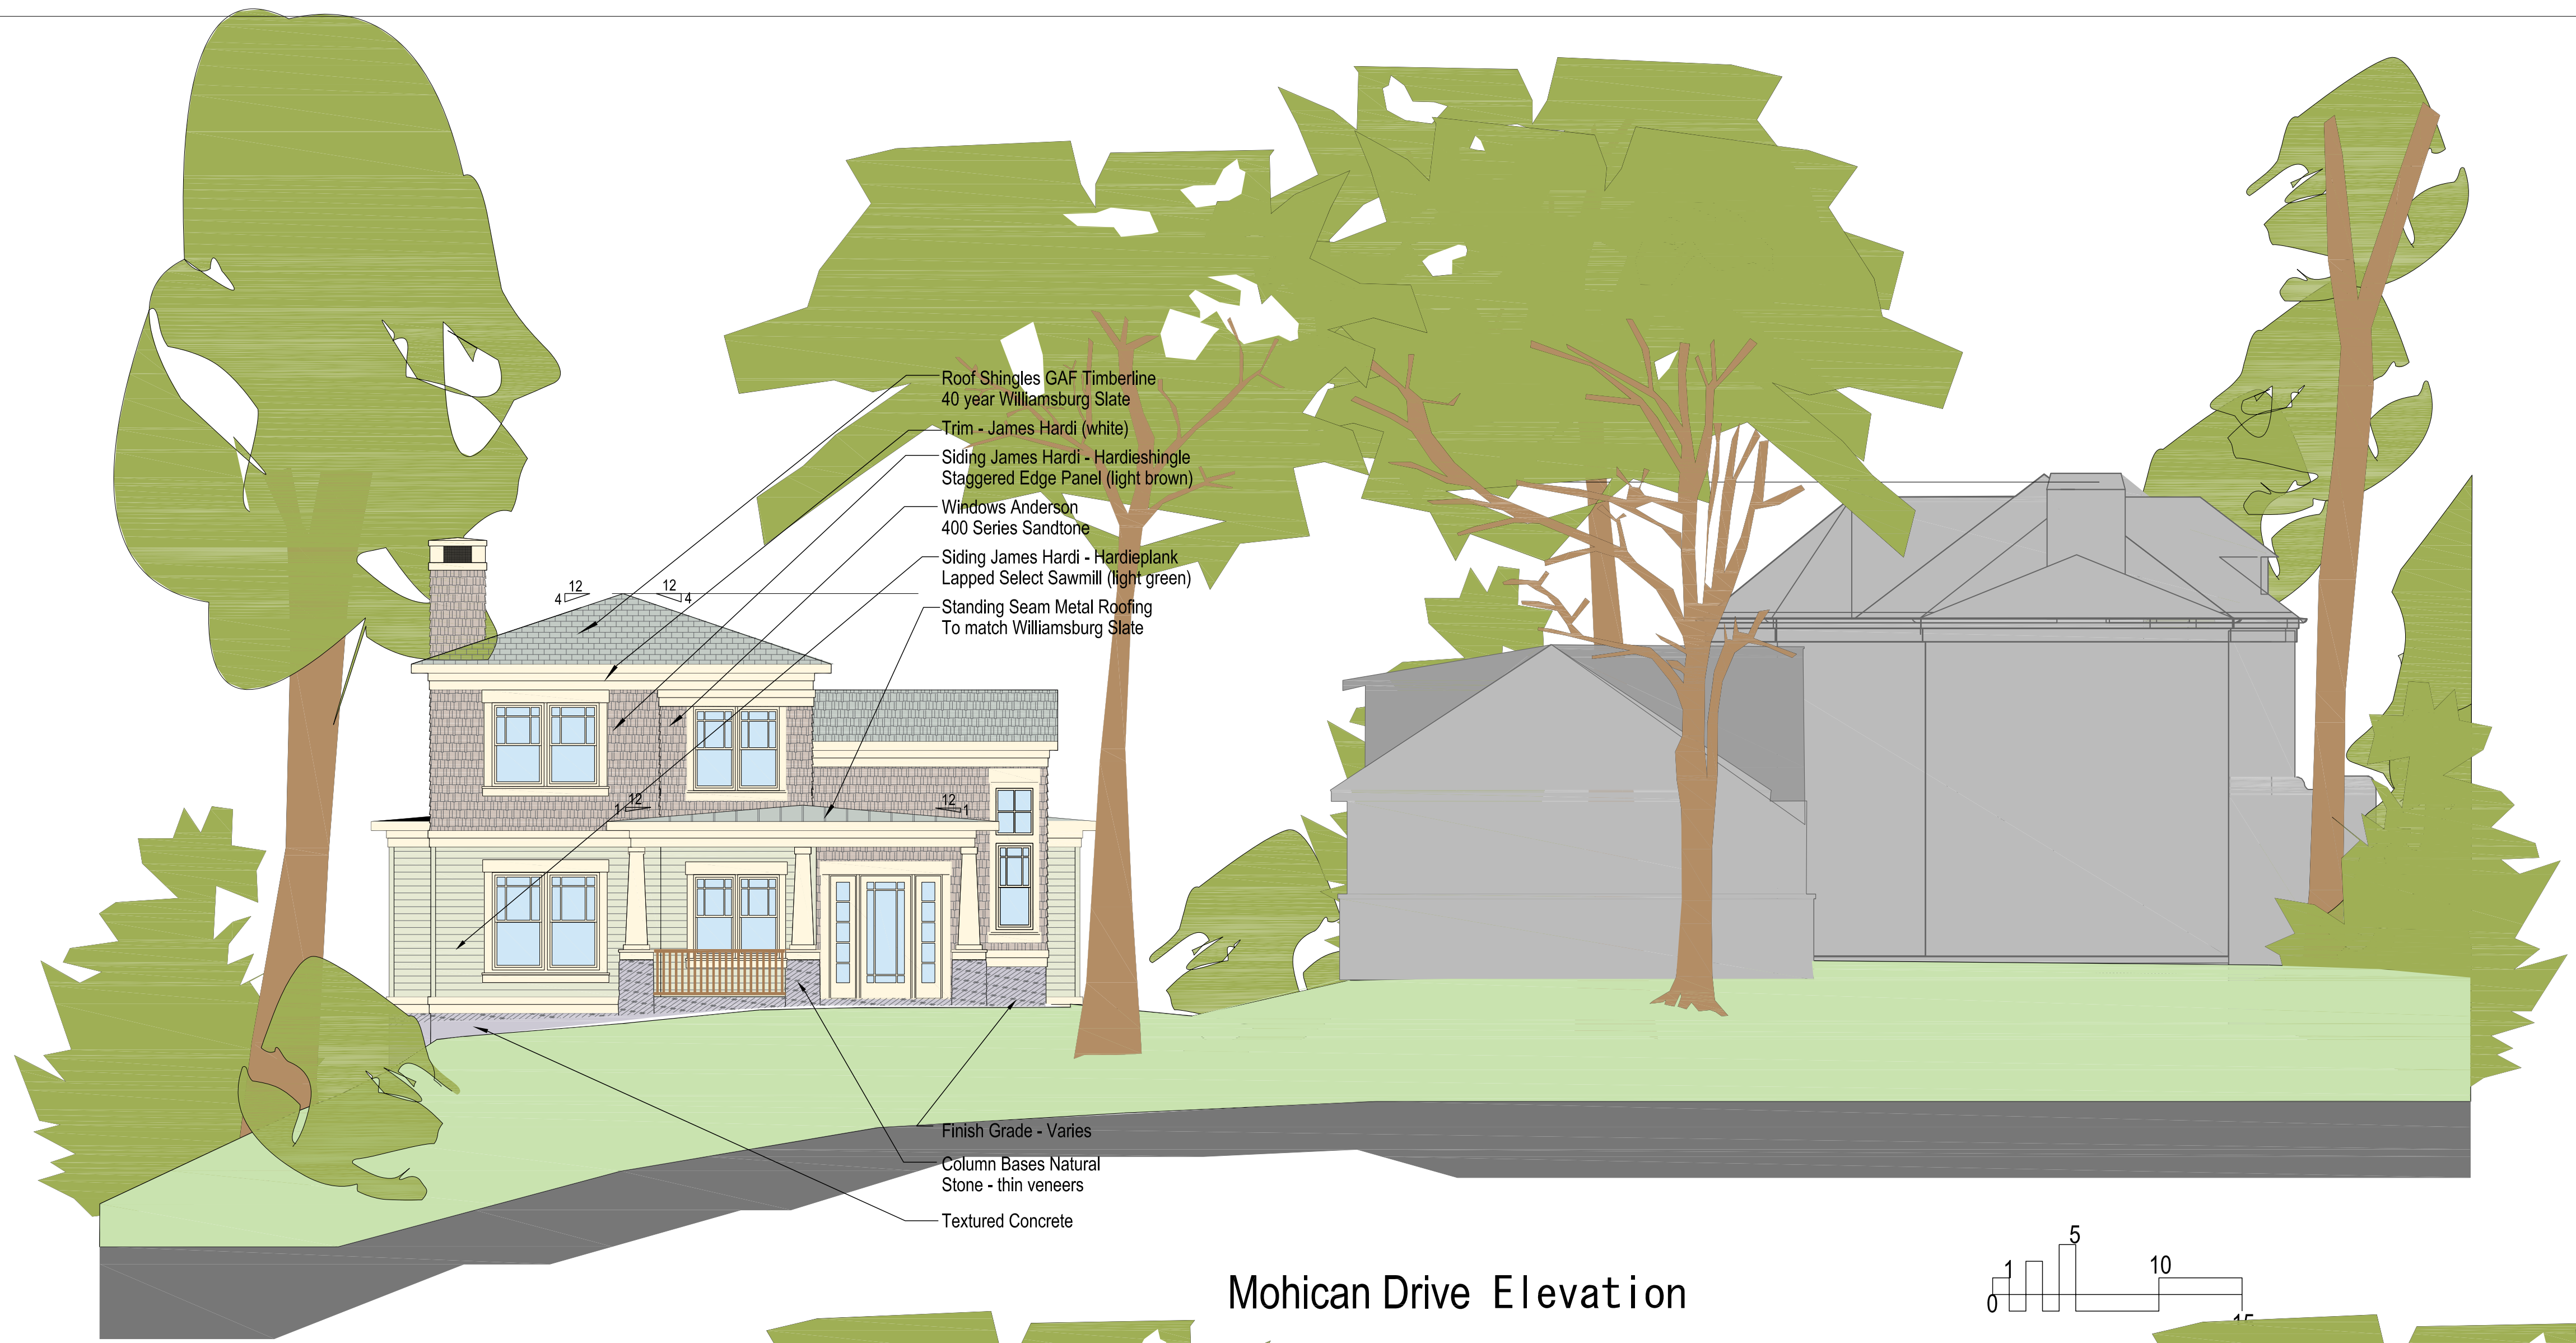 Roof Shingles GAF Timberline
40 year Williamsburg Slate
Trim - James Hardi (white)
Siding James Hardi - Hardieshingle
Staggered Edge Panel (light brown)
Windows Anderson
400 Series Sandtone
Siding James Hardi - Hardieplank
Lapped Select Sawmill (light green)
Standing Seam Metal Roofing
To match Williamsburg Slate
12
4
12
4
12
1
12
1
Finish Grade - Varies
Column Bases Natural
Stone - thin veneers
Textured Concrete
Mohican Drive Elevation
0
1
5
10
15